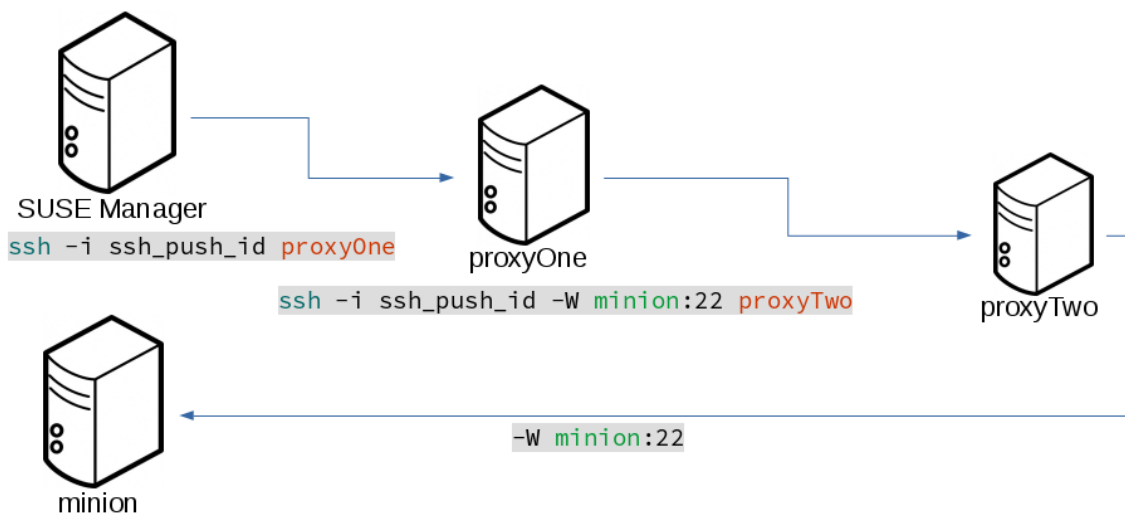 SUSE Manager
ssh -i ssh_push_id proxyOne
proxyOne
ssh -i ssh_push_id -W minion:22 proxyTwo
proxyTwo
-W minion:22
minion